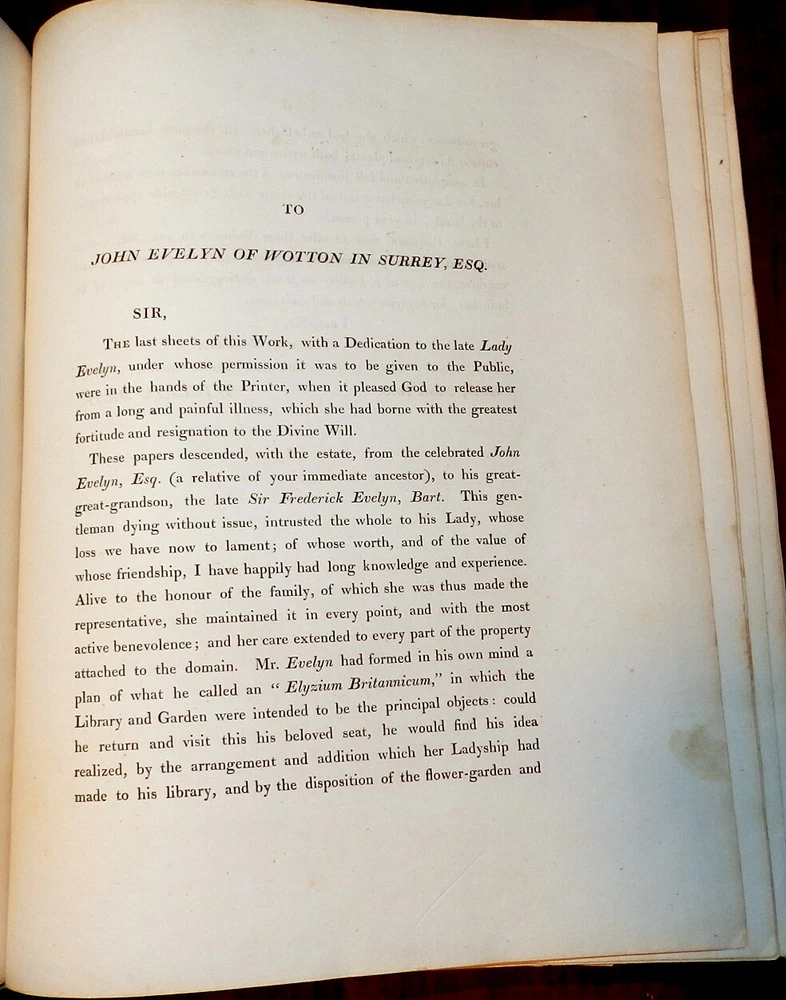 TO
JOHN EVELYN OF WOTTON IN SURREY, ESQ.
SIR,
THE last sheets of this Work, with a Dedication to the late Lady
Evelyn, under whose permission it was to be given to the Public,
were in the hands of the Printer, when it pleased God to release her
from a long and painful illness, which she had borne with the greatest
fortitude and resignation to the Divine Will.
These papers descended, with the estate, from the celebrated John
Evelyn, Esq. (a relative of your immediate ancestor), to his great-
great-grandson, the late Sir Frederick Evelyn, Bart. This gen-
tleman dying without issue, intrusted the whole to his Lady, whose
loss we have now to lament; of whose worth, and of the value of
whose friendship, I have happily had long knowledge and experience.
Alive to the honour of the family, of which she was thus made the
representative, she maintained it in every point, and with the most
active benevolence; and her care extended to every part of the property
attached to the domain. Mr. Evelyn had formed in his own mind a
plan of what he called an "Elyzium Britannicum," in which the
Library and Garden were intended to be the principal objects: could
he return and visit this his beloved seat, he would find his idea
realized, by the arrangement and addition which her Ladyship had
made to his library, and by the disposition of the flower-garden and